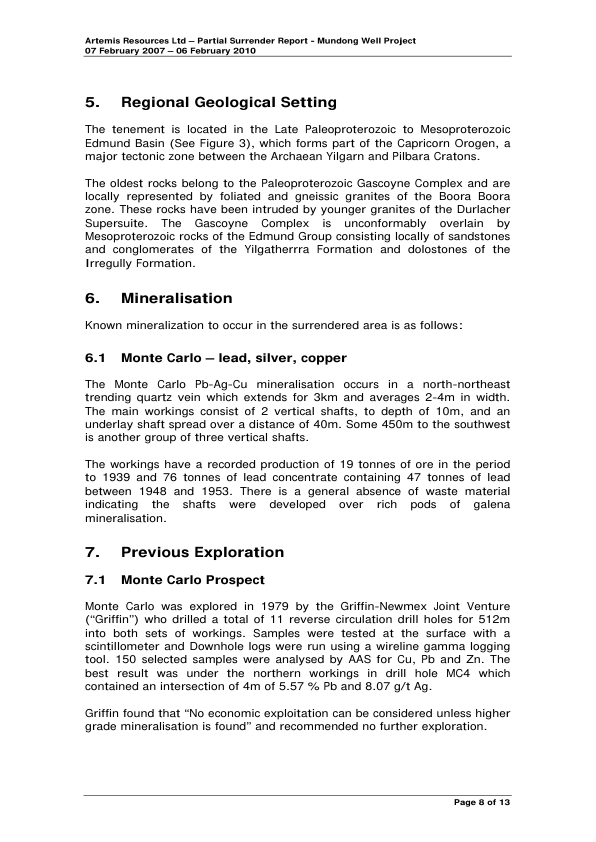 Artemis Resources Ltd – Partial Surrender Report - Mundong Well Project
07 February 2007 – 06 February 2010
5. Regional Geological Setting
The tenement is located in the Late Paleoproterozoic to Mesoproterozoic
Edmund Basin (See Figure 3), which forms part of the Capricorn Orogen, a
major tectonic zone between the Archaean Yilgarn and Pilbara Cratons.
The oldest rocks belong to the Paleoproterozoic Gascoyne Complex and are
locally represented by foliated and gneissic granites of the Boora Boora
zone. These rocks have been intruded by younger granites of the Durlacher
Supersuite. The Gascoyne Complex is unconformably overlain by
Mesoproterozoic rocks of the Edmund Group consisting locally of sandstones
and conglomerates of the Yilgatherrra Formation and dolostones of the
Irregully Formation.
6. Mineralisation
Known mineralization to occur in the surrendered area is as follows:
6.1 Monte Carlo – lead, silver, copper
The Monte Carlo Pb-Ag-Cu mineralisation occurs in a north-northeast
trending quartz vein which extends for 3km and averages 2-4m in width.
The main workings consist of 2 vertical shafts, to depth of 10m, and an
underlay shaft spread over a distance of 40m. Some 450m to the southwest
is another group of three vertical shafts.
The workings have a recorded production of 19 tonnes of ore in the period
to 1939 and 76 tonnes of lead concentrate containing 47 tonnes of lead
between 1948 and 1953. There is a general absence of waste material
indicating the shafts were developed over rich pods of galena
mineralisation.
7. Previous Exploration
7.1 Monte Carlo Prospect
Monte Carlo was explored in 1979 by the Griffin-Newmex Joint Venture
(“Griffin”) who drilled a total of 11 reverse circulation drill holes for 512m
into both sets of workings. Samples were tested at the surface with a
scintillometer and Downhole logs were run using a wireline gamma logging
tool. 150 selected samples were analysed by AAS for Cu, Pb and Zn. The
best result was under the northern workings in drill hole MC4 which
contained an intersection of 4m of 5.57 % Pb and 8.07 g/t Ag.
Griffin found that “No economic exploitation can be considered unless higher
grade mineralisation is found” and recommended no further exploration.
Page 8 of 13